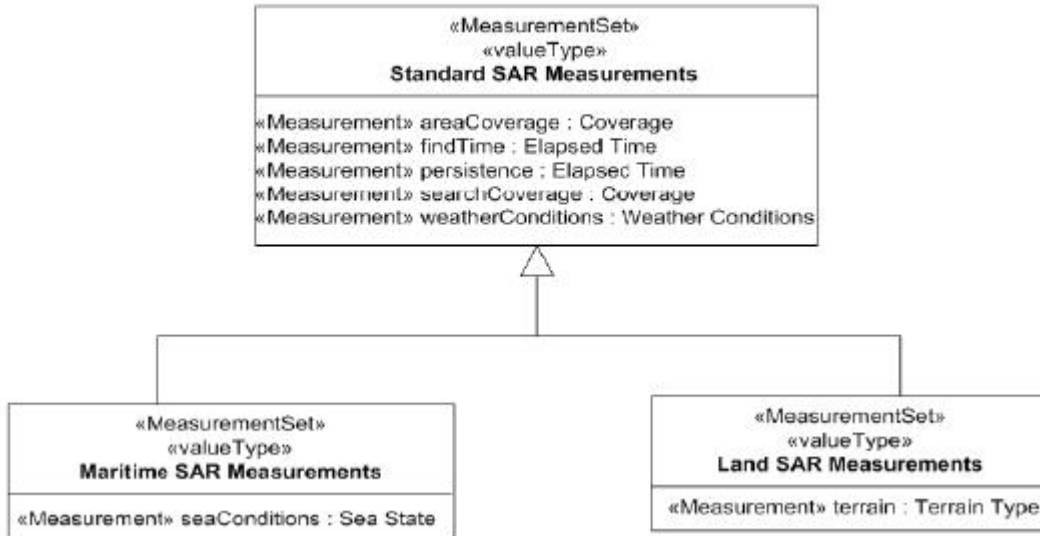 «MeasurementSet»
«valueType»
Standard SAR Measurements
«Measurement» areaCoverage : Coverage
«Measurement» findTime : Elapsed Time
«Measurement» persistence : Elapsed Time
«Measurement» searchCoverage : Coverage
«Measurement» weatherConditions : Weather Conditions
«MeasurementSet»
«valueType»
Maritime SAR Measurements
«Measurement» seaConditions : Sea State
«MeasurementSet»
«valueType»
Land SAR Measurements
«Measurement» terrain : Terrain Type